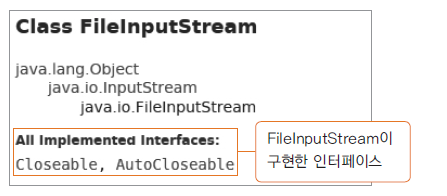 Class FileInputStream
java.lang.Object
java.io.InputStream
java.io.FileInputStream
All Implemented Interfaces:
Closeable, AutoCloseable
FileInputStream이
구현한 인터페이스